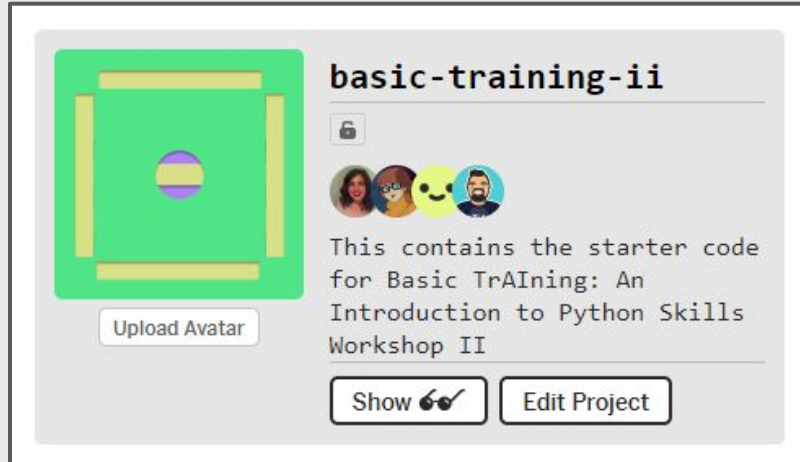 basic-training-ii
This contains the starter code
for Basic TrAIning: An
Introduction to Python Skills
Workshop II
Upload Avatar
Show
Edit Project